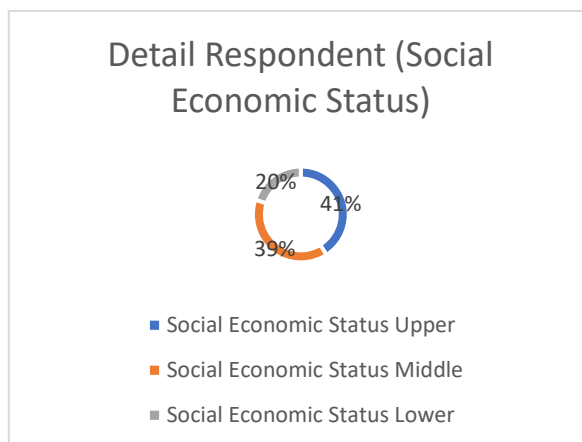 Detail Respondent (Social
Economic Status)
20%
41%
39%
Social Economic Status Upper
Social Economic Status Middle
Social Economic Status Lower